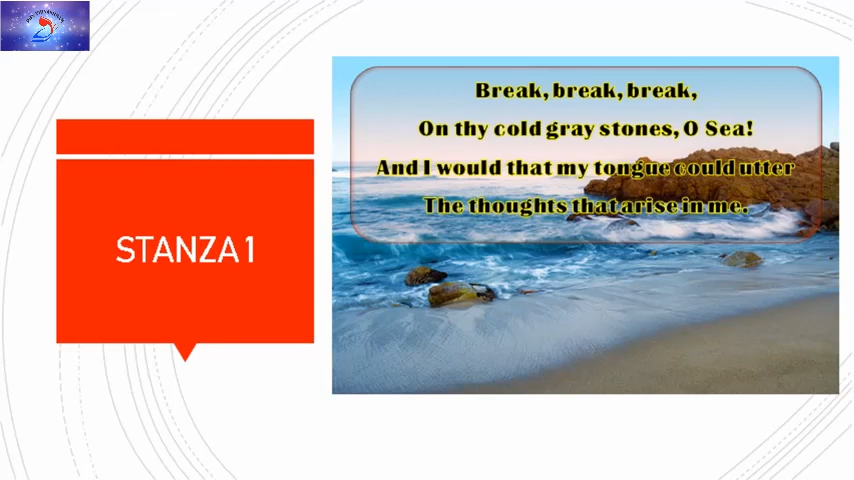 STANZA 1
Break, break, break,
On thy cold gray stones, O Sea!
And I would that my tongue could utter
The thoughts that arise in me.